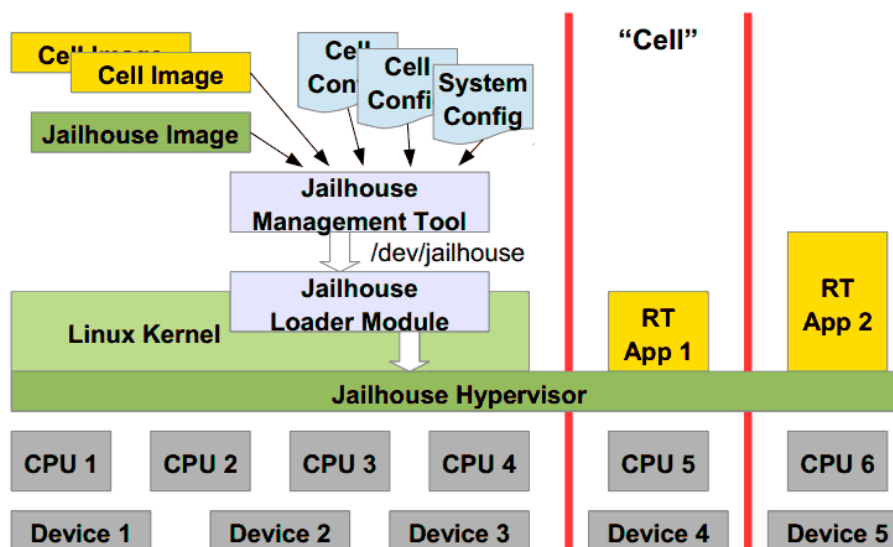 Cell Image
Cell Image
Jailhouse Image
Cell
Conf
Cell
Config
System
Config
"Cell"
Jailhouse
Management Tool
/dev/jailhouse
Jailhouse
Loader Module
Linux Kernel
RT
App 1
RT
App 2
Jailhouse Hypervisor
CPU 1
CPU 2
CPU 3
CPU 4
CPU 5
CPU 6
Device 1
Device 2
Device 3
Device 4
Device 5